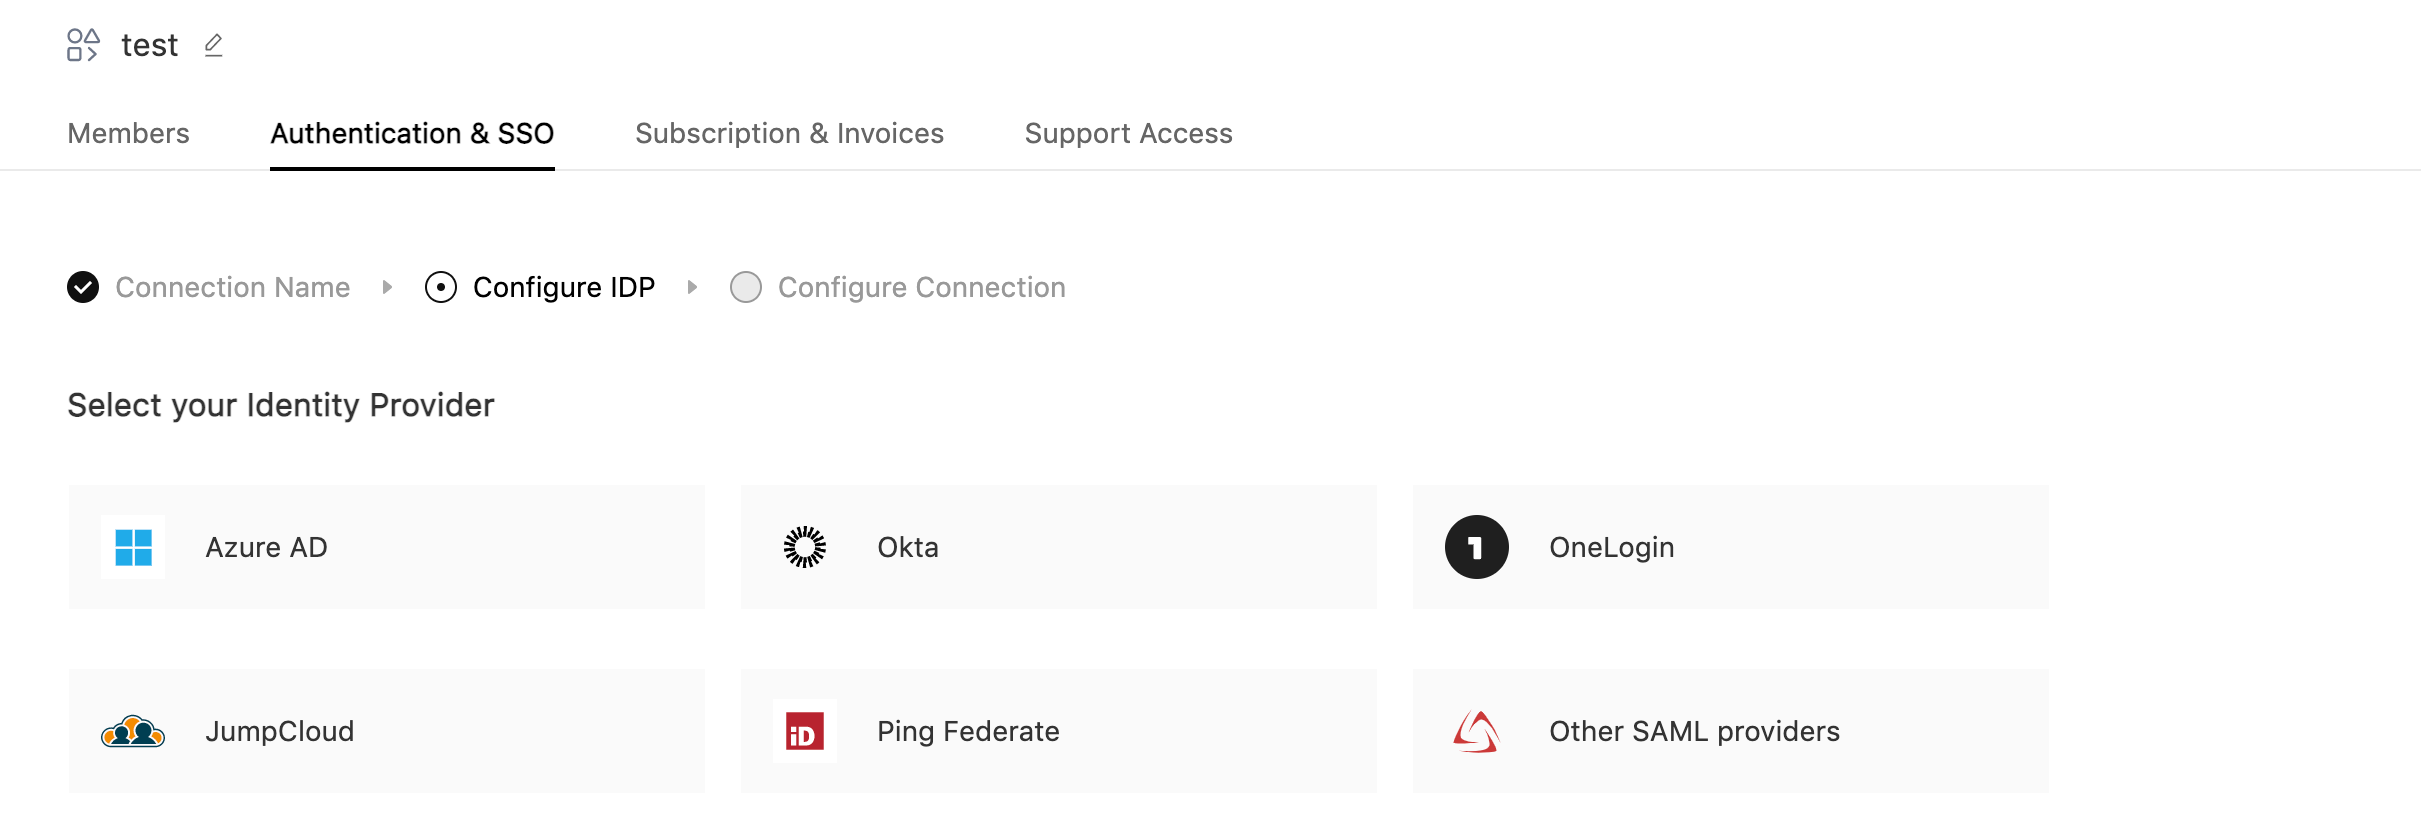 test
Members Authentication & SSO Subscription & Invoices Support Access
Connection Name Configure IDP Configure Connection
Select your Identity Provider
Azure AD Okta 1 OneLogin
JumpCloud iD Ping Federate Other SAML providers